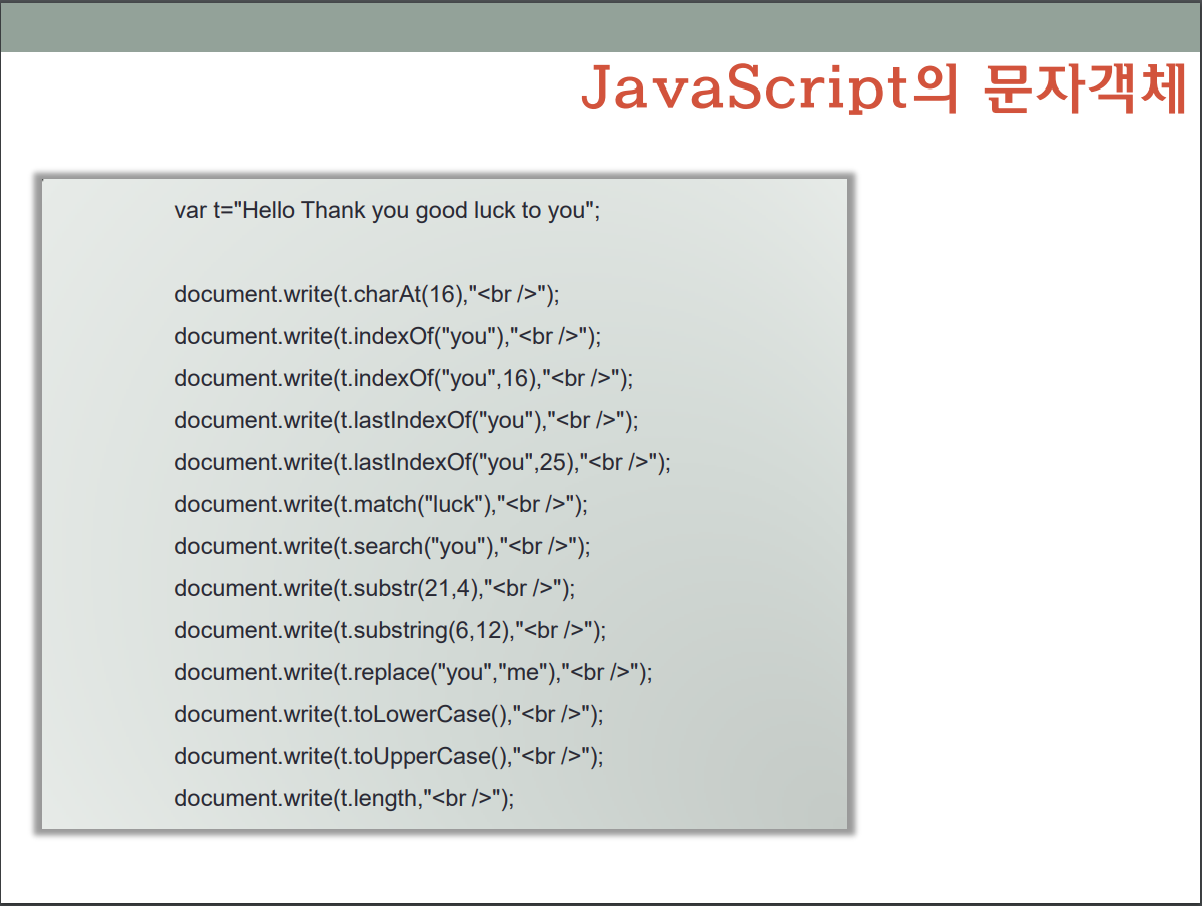 JavaScript의 문자객체
var t="Hello Thank you good luck to you";
document.write(t.charAt(16),"<br />");
document.write(t.indexOf("you"),"<br />");
document.write(t.indexOf("you",16),"<br />");
document.write(t.lastIndexOf("you"),"<br />");
document.write(t.lastIndexOf("you",25),"<br />");
document.write(t.match("luck"),"<br />");
document.write(t.search("you"),"<br />");
document.write(t.substr(21,4),"<br />");
document.write(t.substring(6,12),"<br />");
document.write(t.replace("you","me"),"<br />");
document.write(t.toLowerCase(),"<br />");
document.write(t.toUpperCase(),"<br />");
document.write(t.length,"<br />");